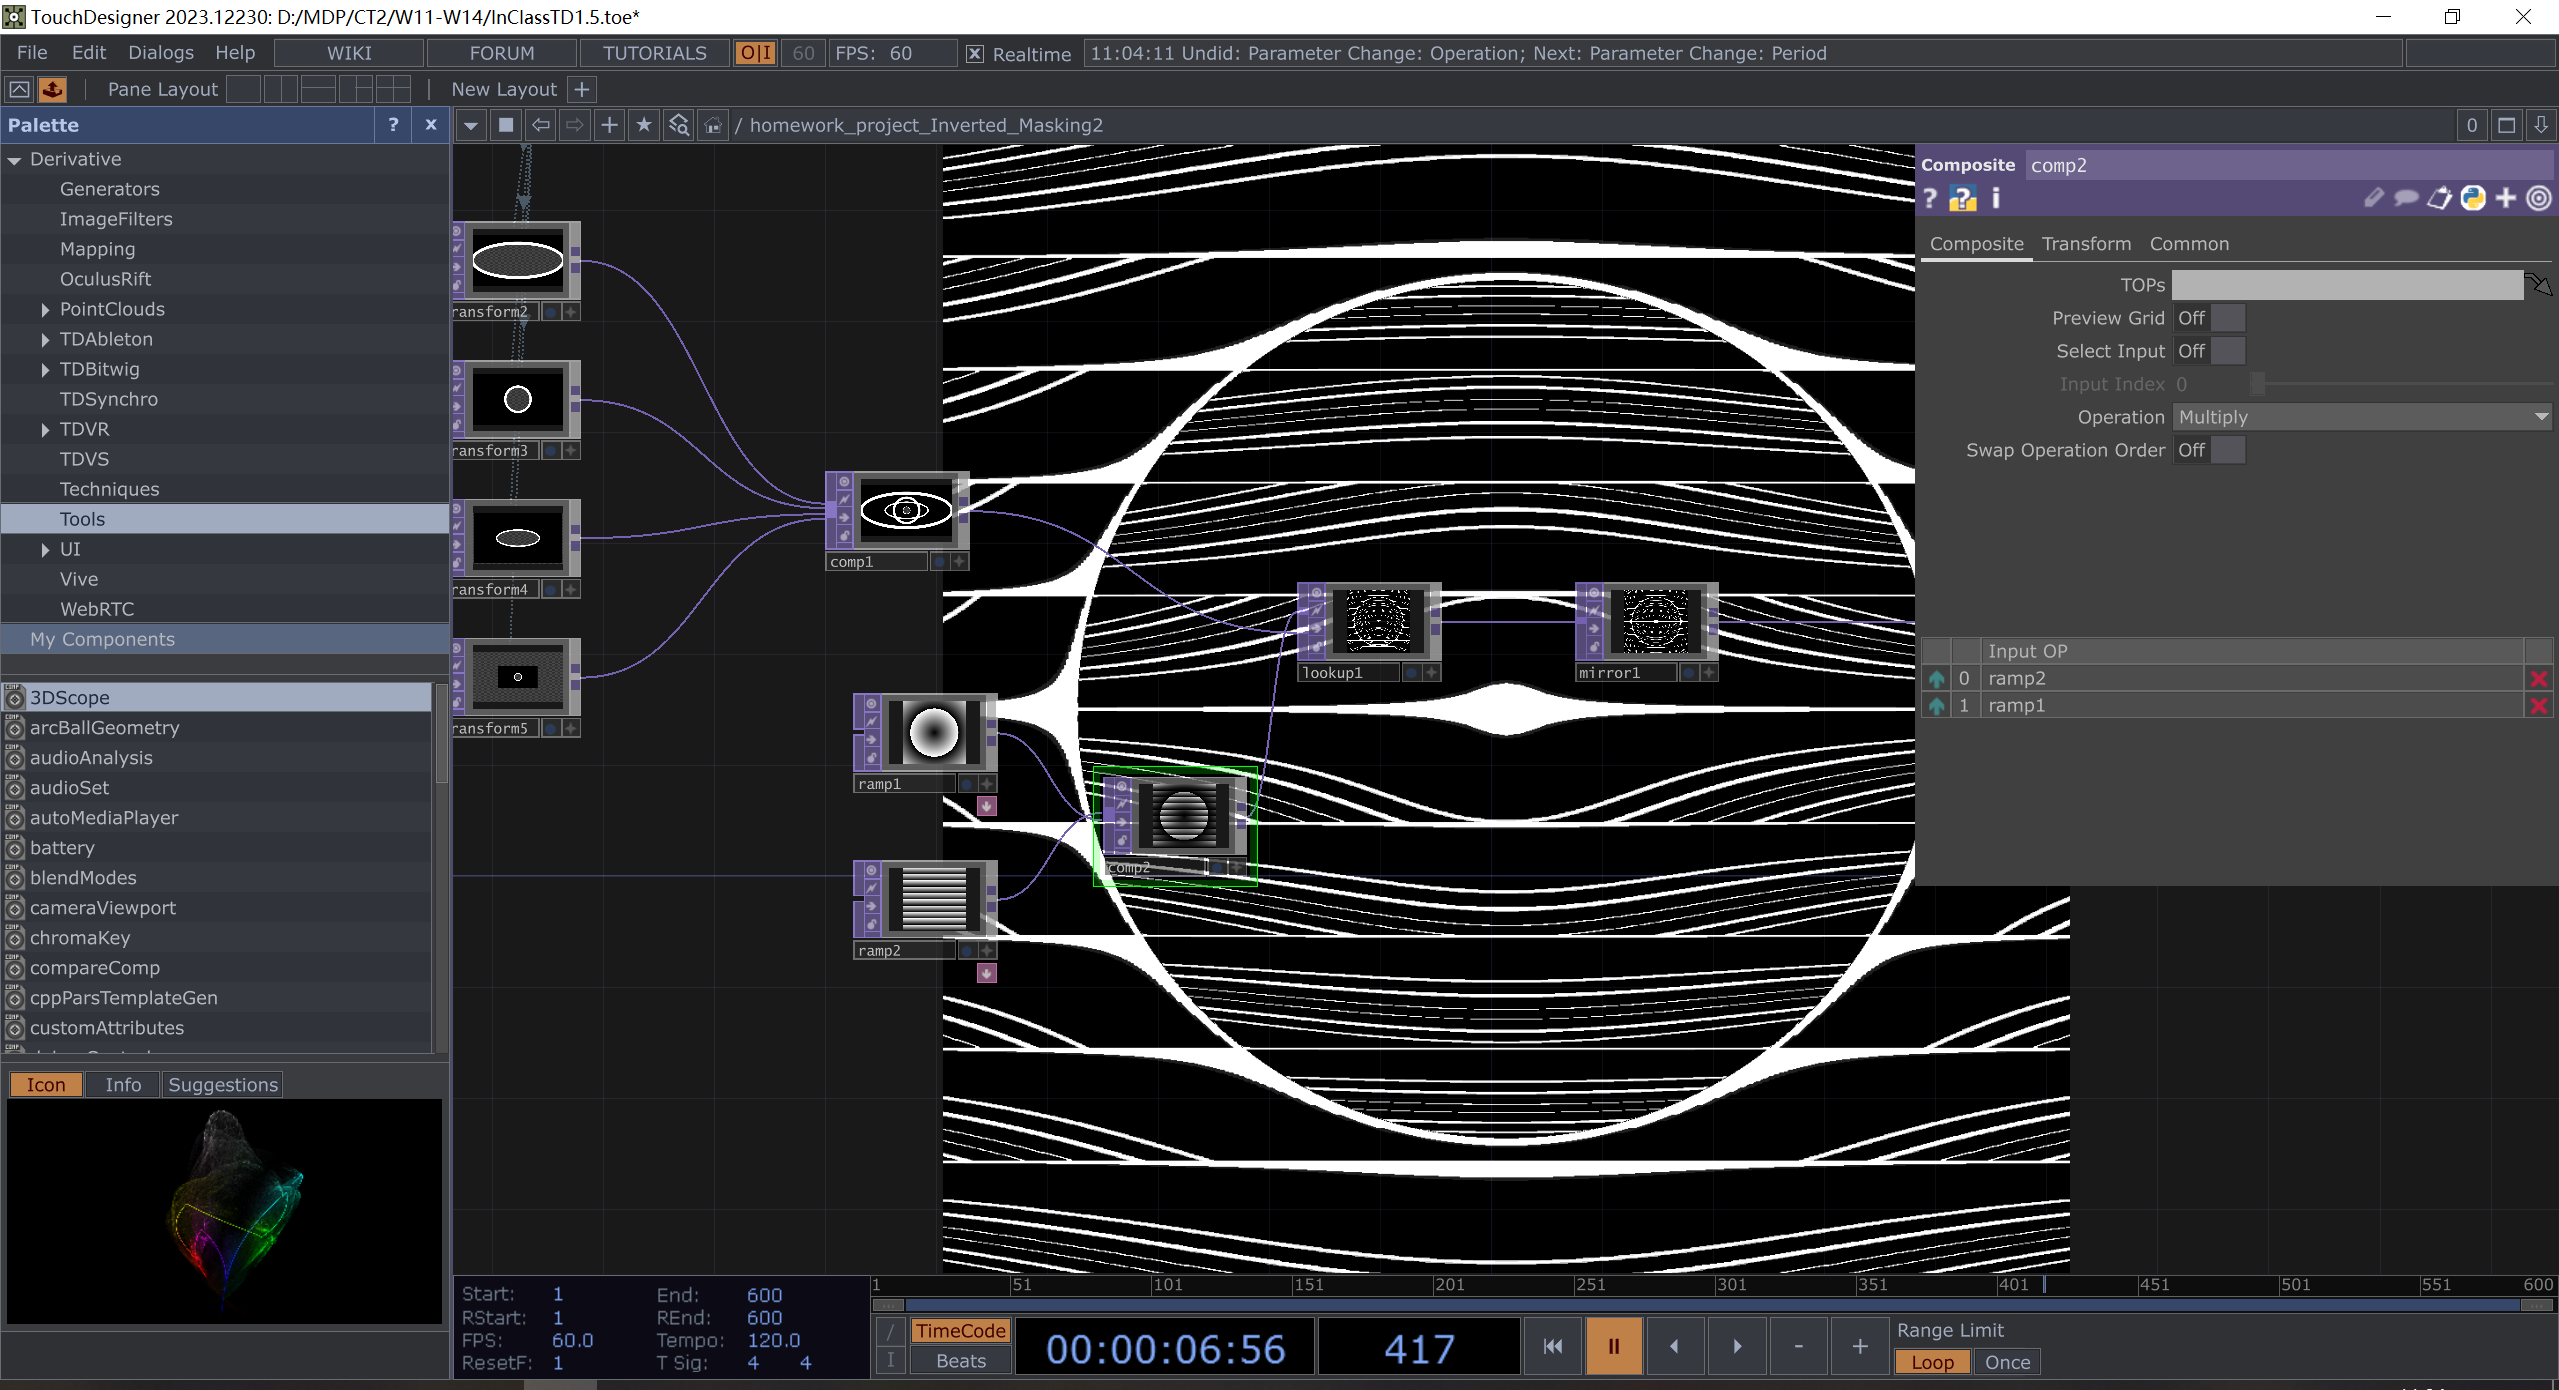 TouchDesigner 2023.12230: D:/MDP/CT2/W11-W14/InClassTD1.5.toe*
File Edit Dialogs Help WIKI FORUM TUTORIALS O|I 60 FPS: 60 Realtime 11:04:11 Undid: Parameter Change: Operation; Next: Parameter Change: Period
Pane Layout New Layout +
Palette ? x
/ homework_project_Inverted_Masking2 0
Derivative
Generators
ImageFilters
Mapping
OculusRift
PointClouds
TDAbleton
TDBitwig
TDSynchro
TDVR
TDVS
Techniques
Tools
UI
Vive
WebRTC
My Components
3DScope
arcBallGeometry
audioAnalysis
audioSet
autoMediaPlayer
battery
blendModes
cameraViewport
chromaKey
compareComp
cppParsTemplateGen
customAttributes
Icon Info Suggestions
ransform2
ransform3
ransform4
ransform5
comp1
ramp1
ramp2
comp2
lookup1
mirror1
Composite comp2
Composite Transform Common
TOPs
Preview Grid Off
Select Input Off
Input Index 0
Operation Multiply
Swap Operation Order Off
Input OP
0 ramp2
1 ramp1
Start: 1 End: 600
RStart: 1 REnd: 600
FPS: 60.0 Tempo: 120.0
ResetF: 1 T Sig: 4 4
1 51 101 151 201 251 301 351 401 451 501 551 600
TimeCode
Beats
00:00:06:56
417
Range Limit
Loop Once